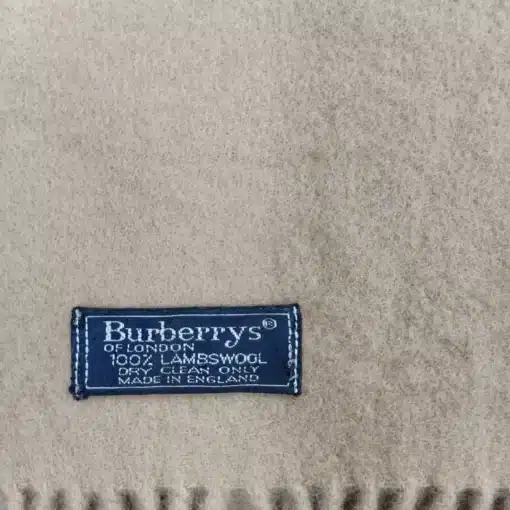 Burberrys®
OF LONDON
100% LAMBSWOOL
DRY CLEAN ONLY
MADE IN ENGLAND